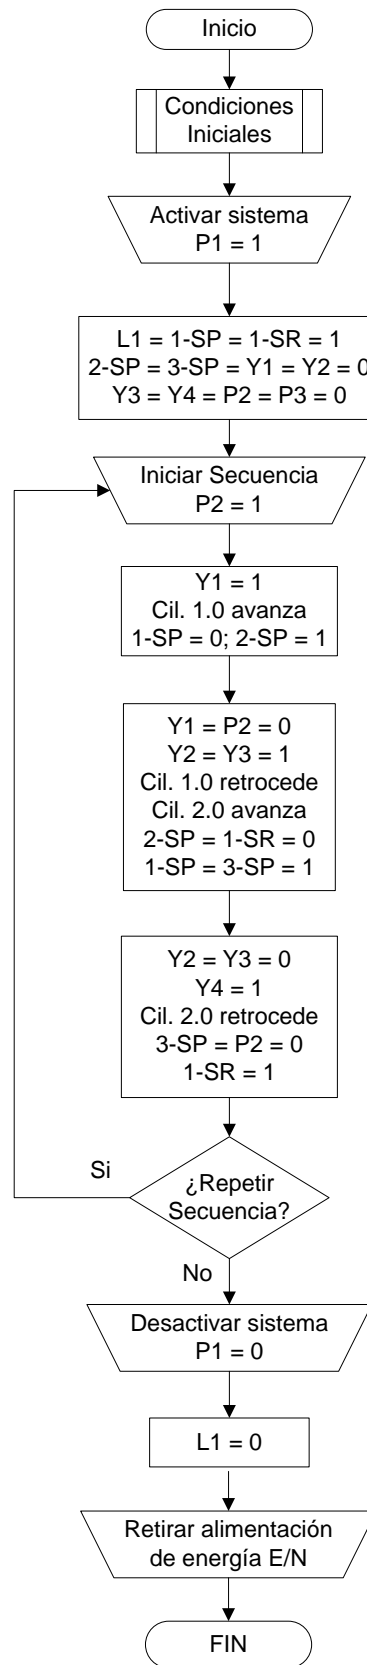 Inicio
Condiciones
Iniciales
Activar sistema
P1 = 1
L1 = 1-SP = 1-SR = 1
2-SP = 3-SP = Y1 = Y2 = 0
Y3 = Y4 = P2 = P3 = 0
Iniciar Secuencia
P2 = 1
Y1 = 1
Cil. 1.0 avanza
1-SP = 0; 2-SP = 1
Y1 = P2 = 0
Y2 = Y3 = 1
Cil. 1.0 retrocede
Cil. 2.0 avanza
2-SP = 1-SR = 0
1-SP = 3-SP = 1
Y2 = Y3 = 0
Y4 = 1
Cil. 2.0 retrocede
3-SP = P2 = 0
1-SR = 1
Si
¿Repetir
Secuencia?
No
Desactivar sistema
P1 = 0
L1 = 0
Retirar alimentación
de energía E/N
FIN